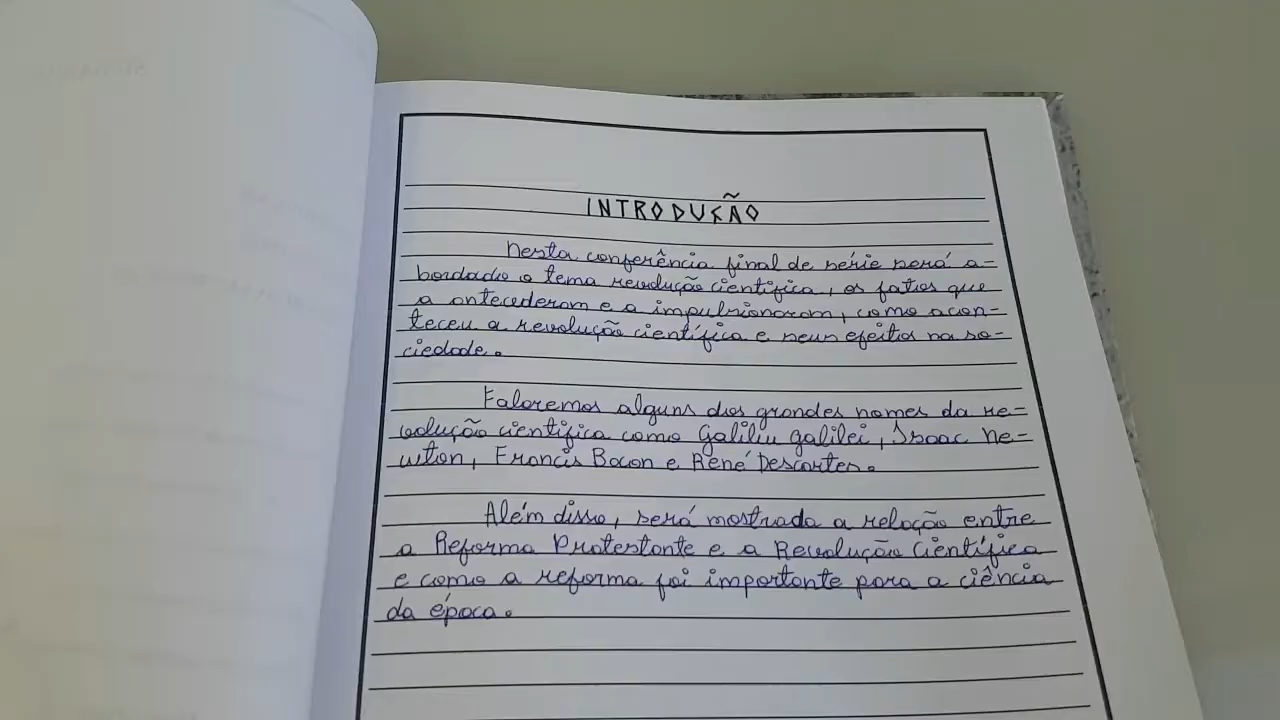 INTRODUÇÃO
Nesta conferência final de série será a-
bordado o tema revolução científica, os fatos que
a antecederam e a impulsionaram, como acon-
teceu a revolução científica e seus efeitos na so-
ciedade.
Falaremos alguns dos grandes nomes da re-
volução científica como Galileu Galilei, Isaac Ne-
wton, Francis Bacon e René Descartes.
Além disso, será mostrada a relação entre
a Reforma Protestante e a Revolução Científica
e como a reforma foi importante para a ciência
da época.